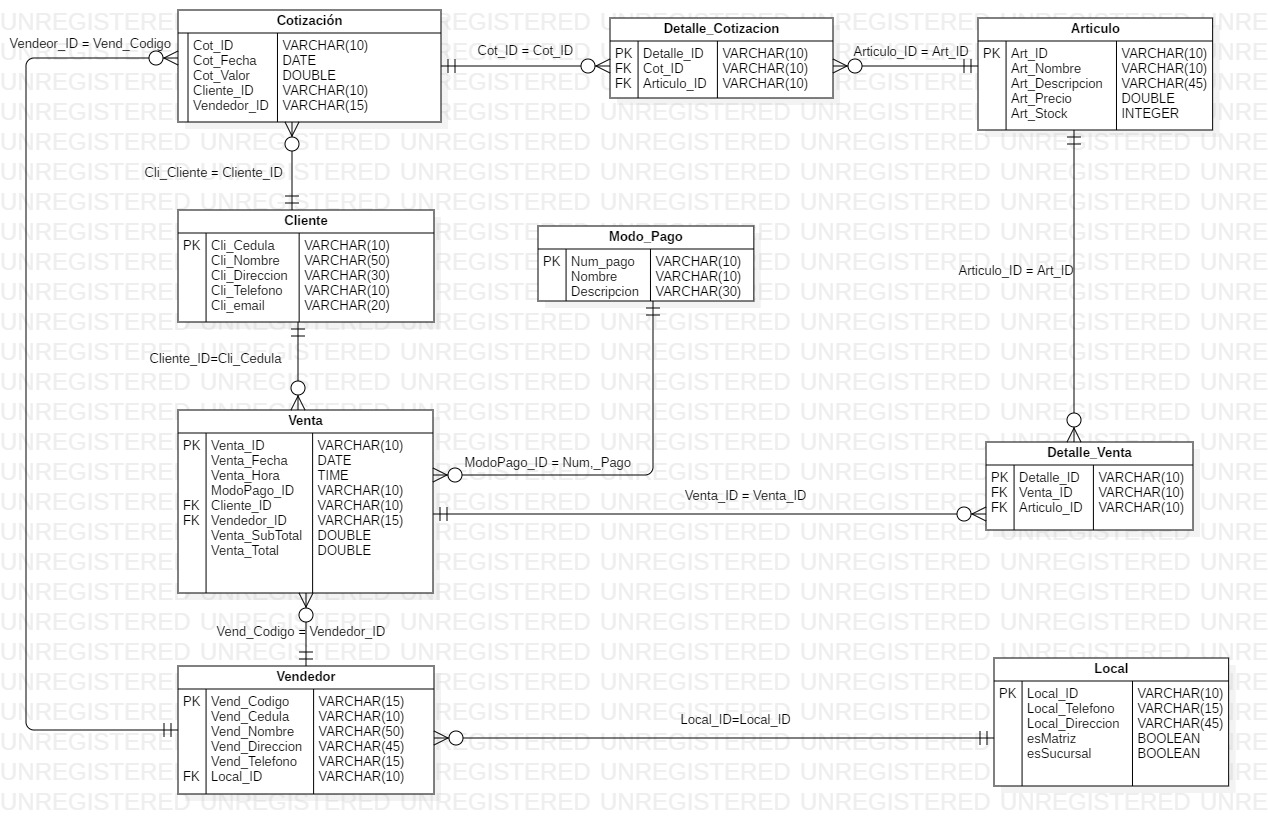 Cotización
Cot_ID VARCHAR(10)
Cot_Fecha DATE
Cot_Valor DOUBLE
Cliente_ID VARCHAR(10)
Vendedor_ID VARCHAR(15)
Vendeor_ID = Vend_Codigo
Cot_ID = Cot_ID
Detalle_Cotizacion
PK Detalle_ID VARCHAR(10)
FK Cot_ID VARCHAR(10)
FK Articulo_ID VARCHAR(10)
Articulo_ID = Art_ID
Articulo
PK Art_ID VARCHAR(10)
Art_Nombre VARCHAR(10)
Art_Descripcion VARCHAR(45)
Art_Precio DOUBLE
Art_Stock INTEGER
Cli_Cliente = Cliente_ID
Cliente
PK Cli_Cedula VARCHAR(10)
Cli_Nombre VARCHAR(50)
Cli_Direccion VARCHAR(30)
Cli_Telefono VARCHAR(10)
Cli_email VARCHAR(20)
Modo_Pago
PK Num_pago VARCHAR(10)
Nombre VARCHAR(10)
Descripcion VARCHAR(30)
Articulo_ID = Art_ID
Cliente_ID=Cli_Cedula
Venta
PK Venta_ID VARCHAR(10)
Venta_Fecha DATE
Venta_Hora TIME
ModoPago_ID VARCHAR(10)
FK Cliente_ID VARCHAR(10)
FK Vendedor_ID VARCHAR(15)
Venta_SubTotal DOUBLE
Venta_Total DOUBLE
ModoPago_ID = Num,_Pago
Venta_ID = Venta_ID
Detalle_Venta
PK Detalle_ID VARCHAR(10)
FK Venta_ID VARCHAR(10)
FK Articulo_ID VARCHAR(10)
Vend_Codigo = Vendedor_ID
Vendedor
PK Vend_Codigo VARCHAR(15)
Vend_Cedula VARCHAR(10)
Vend_Nombre VARCHAR(50)
Vend_Direccion VARCHAR(45)
Vend_Telefono VARCHAR(15)
FK Local_ID VARCHAR(10)
Local_ID=Local_ID
Local
PK Local_ID VARCHAR(10)
Local_Telefono VARCHAR(15)
Local_Direccion VARCHAR(45)
esMatriz BOOLEAN
esSucursal BOOLEAN
UNREGISTERED